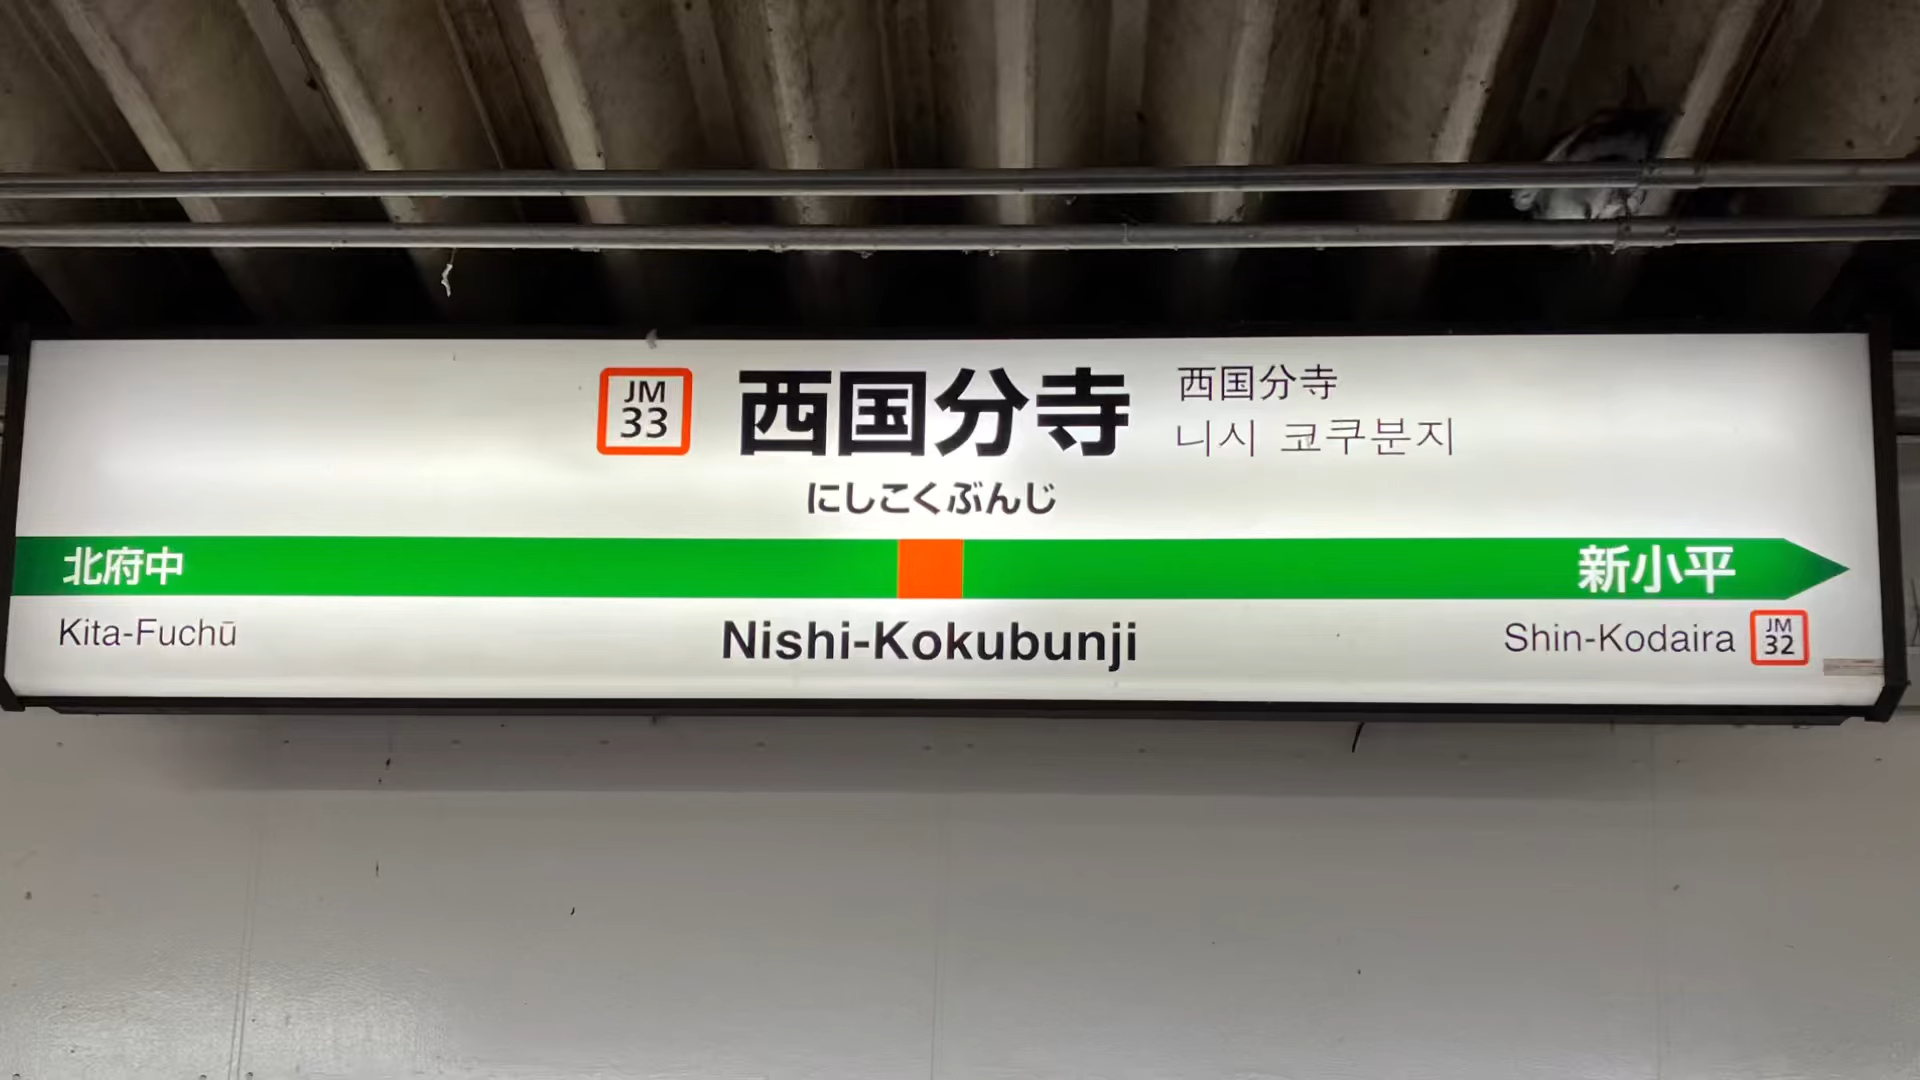 JM
33
西国分寺
西国分寺
니시 코쿠분지
にしこくぶんじ
北府中
新小平
Kita-Fuchū
Nishi-Kokubunji
Shin-Kodaira
JM
32